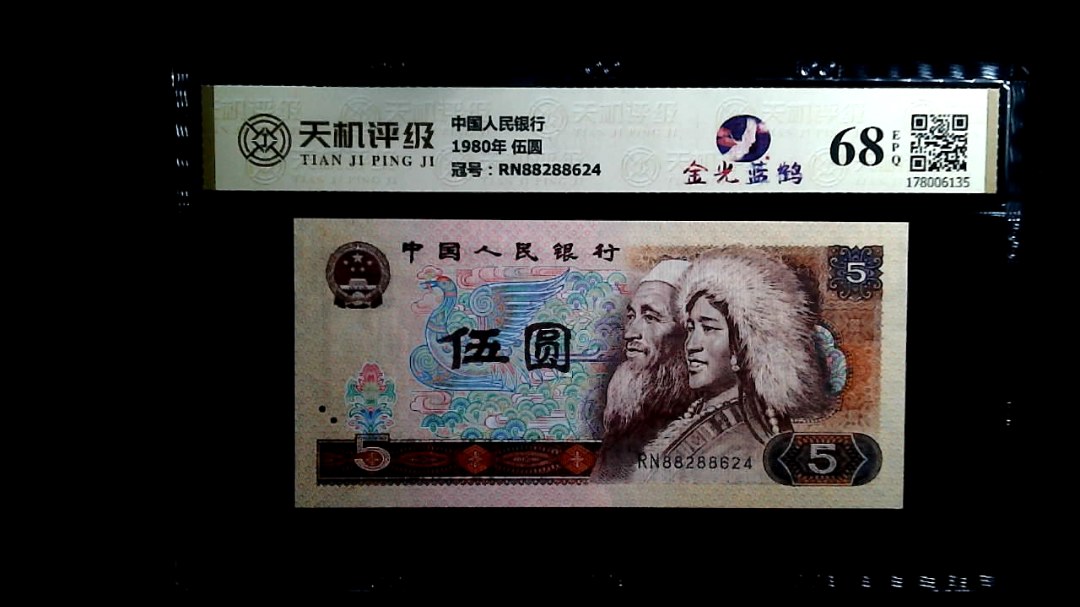 天机评级
TIAN JI PING JI
中国人民银行
1980年 伍圆
冠号：RN88288624
金光蓝鹤
68
EPQ
178006135
中国人民银行
5
伍圆
5
RN88288624
5